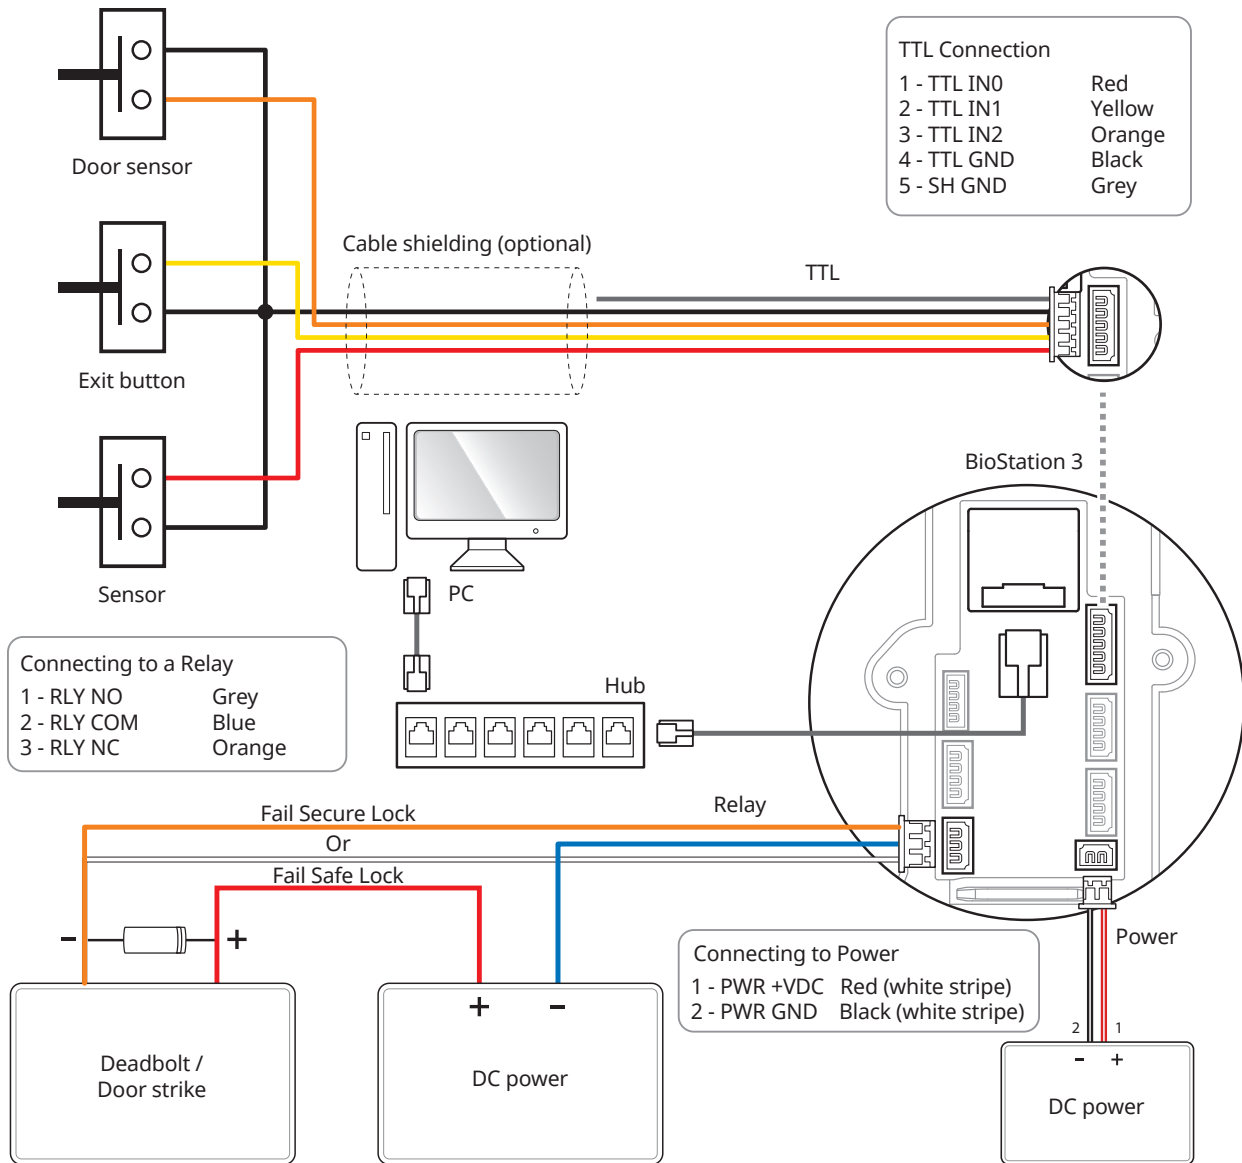 TTL Connection
1 - TTL IN0 Red
2 - TTL IN1 Yellow
3 - TTL IN2 Orange
4 - TTL GND Black
5 - SH GND Grey
Door sensor
Cable shielding (optional)
TTL
Exit button
BioStation 3
Sensor
PC
Connecting to a Relay
1 - RLY NO Grey
2 - RLY COM Blue
3 - RLY NC Orange
Hub
Relay
Fail Secure Lock
Or
Fail Safe Lock
- +
Power
Connecting to Power
1 - PWR +VDC Red (white stripe)
2 - PWR GND Black (white stripe)
+ -
2 1
- +
Deadbolt /
Door strike
DC power
DC power